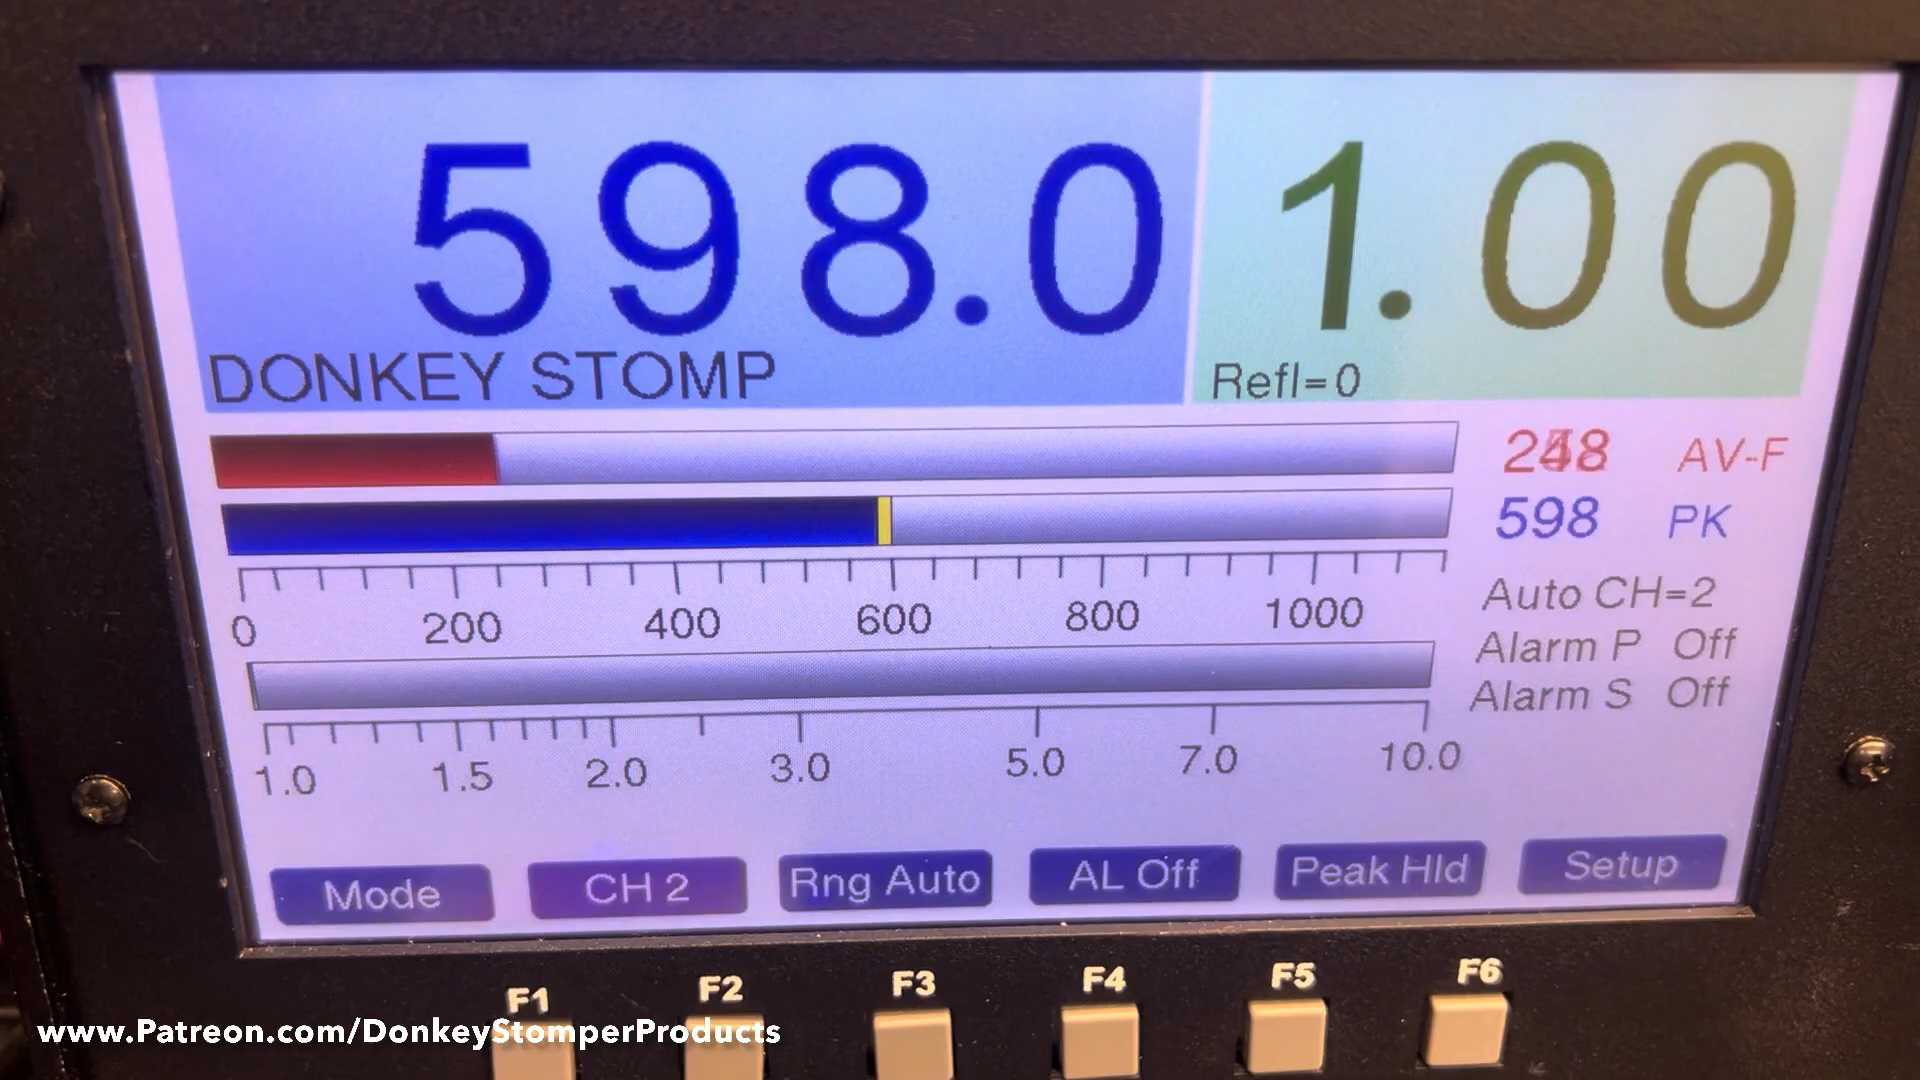 598.0
1.00
DONKEY STOMP
Refl=0
AV-F
598 PK
0 200 400 600 800 1000
Auto CH=2
Alarm P Off
Alarm S Off
1.0 1.5 2.0 3.0 5.0 7.0 10.0
Mode CH 2 Rng Auto AL Off Peak Hld Setup
F1 F2 F3 F4 F5 F6
www.Patreon.com/DonkeyStomperProducts